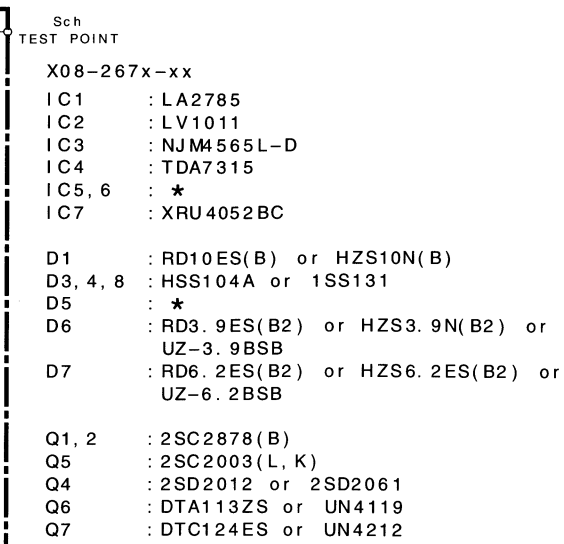 Sch
TEST POINT
X08-267x-xx
IC1 : LA2785
IC2 : LV1011
IC3 : NJM4565L-D
IC4 : TDA7315
IC5, 6 : ★
IC7 : XRU4052BC
D1 : RD10ES(B) or HZS10N(B)
D3, 4, 8 : HSS104A or 1SS131
D5 : ★
D6 : RD3.9ES(B2) or HZS3.9N(B2) or
UZ-3.9BSB
D7 : RD6.2ES(B2) or HZS6.2ES(B2) or
UZ-6.2BSB
Q1, 2 : 2SC2878(B)
Q5 : 2SC2003(L, K)
Q4 : 2SD2012 or 2SD2061
Q6 : DTA113ZS or UN4119
Q7 : DTC124ES or UN4212